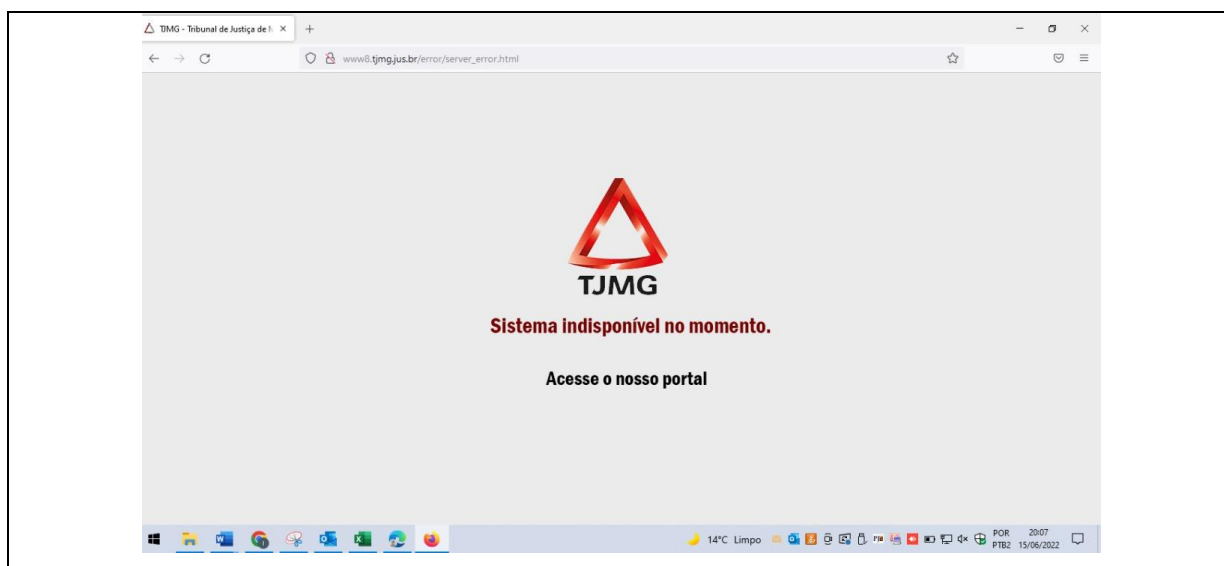 TJMG - Tribunal de Justiça de M
www8.tjmg.jus.br/error/server_error.html
TJMG
Sistema indisponível no momento.
Acesse o nosso portal
14°C Limpo
POR
PTB2
20:07
15/06/2022